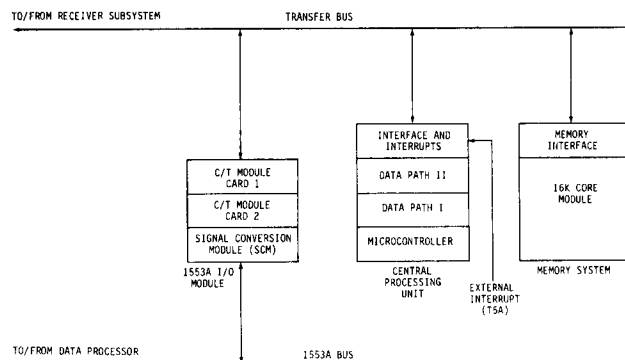 TO/FROM RECEIVER SUBSYSTEM
TRANSFER BUS
C/T MODULE
CARD 1
C/T MODULE
CARD 2
SIGNAL CONVERSION
MODULE (SCM)
1553A I/O
MODULE
INTERFACE AND
INTERRUPTS
DATA PATH II
DATA PATH I
MICROCONTROLLER
CENTRAL
PROCESSING
UNIT
EXTERNAL
INTERRUPT
(T5A)
MEMORY
INTERFACE
16K CORE
MODULE
MEMORY SYSTEM
TO/FROM DATA PROCESSOR
1553A BUS